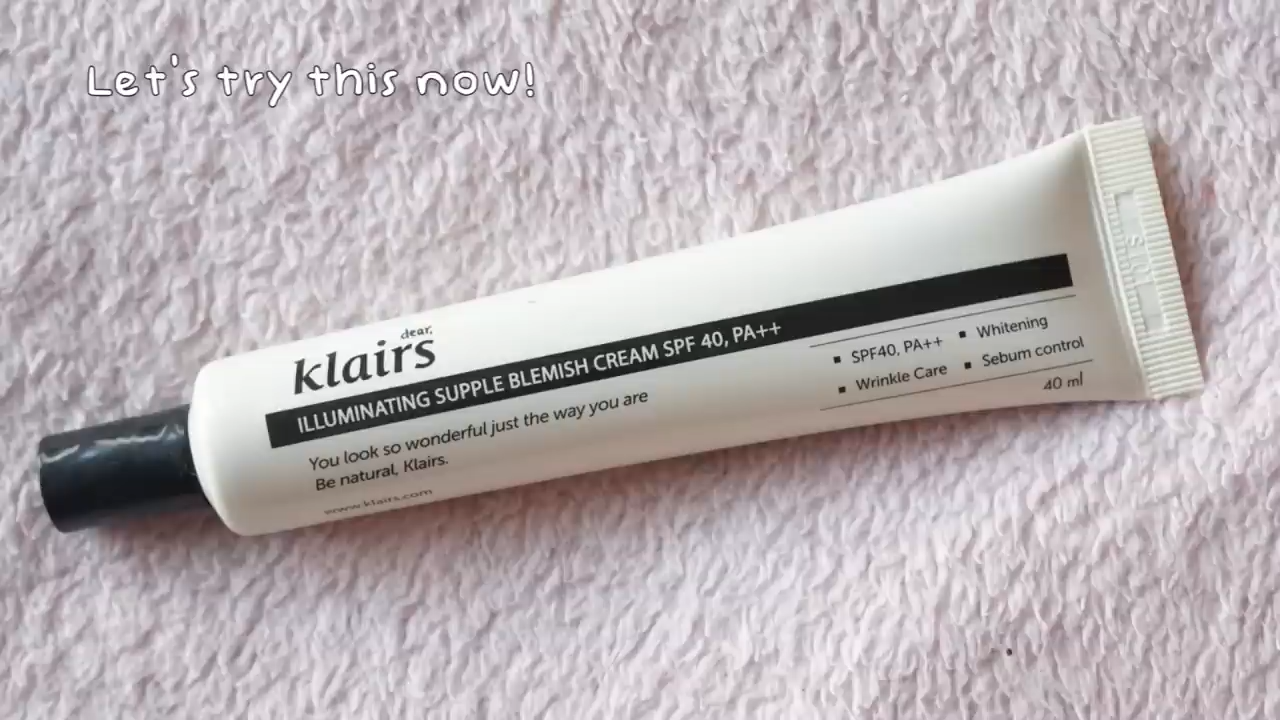 Let's try this now!
dear,
klairs
ILLUMINATING SUPPLE BLEMISH CREAM SPF 40, PA++
You look so wonderful just the way you are
Be natural, Klairs.
www.klairs.com
▪ SPF40, PA++ ▪ Whitening
▪ Wrinkle Care ▪ Sebum control
40 ml